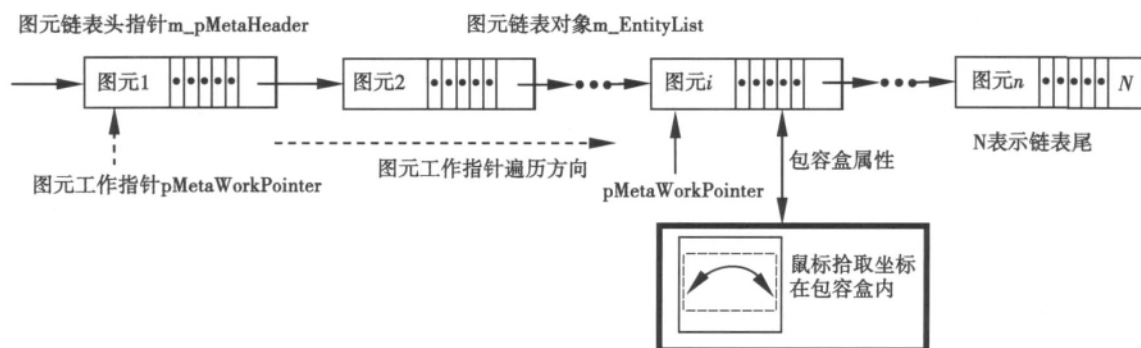 图元链表头指针m_pMetaHeader
图元链表对象m_EntityList
图元1
图元2
图元i
图元n
N
图元工作指针遍历方向
包容盒属性
N表示链表尾
图元工作指针pMetaWorkPointer
pMetaWorkPointer
鼠标拾取坐标
在包容盒内